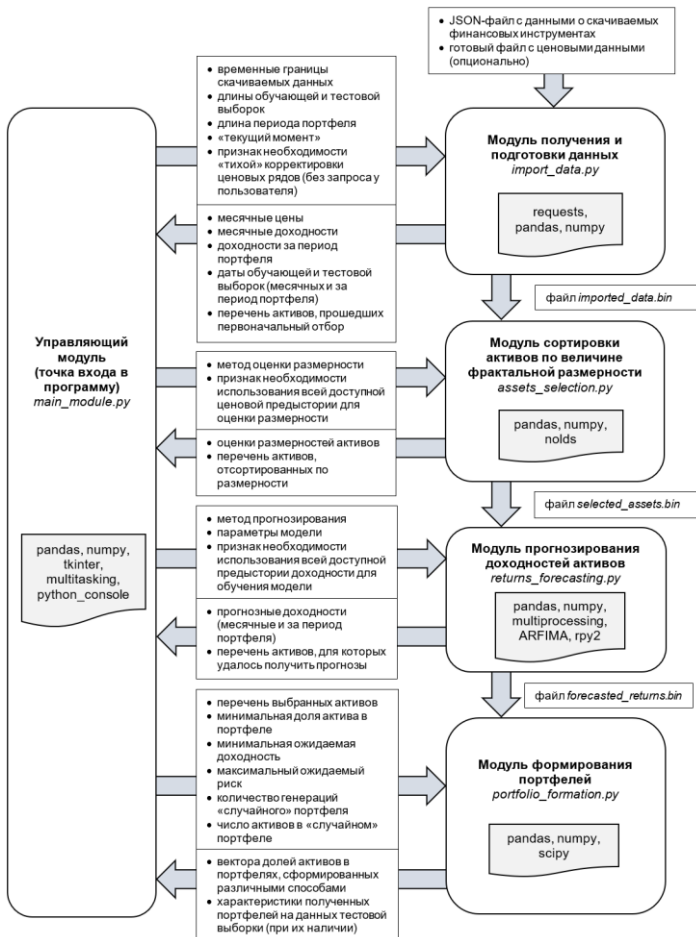 • JSON-файл с данными о скачиваемых
финансовых инструментах
• готовый файл с ценовыми данными
(опционально)
• временные границы
скачиваемых данных
• длины обучающей и тестовой
выборок
• длина периода портфеля
• «текущий момент»
• признак необходимости
«тихой» корректировки
ценовых рядов (без запроса у
пользователя)
Модуль получения и
подготовки данных
import_data.py
requests,
pandas, numpy
• месячные цены
• месячные доходности
• доходности за период
портфеля
• даты обучающей и тестовой
выборок (месячных и за
период портфеля)
• перечень активов, прошедших
первоначальный отбор
файл imported_data.bin
Управляющий
модуль
(точка входа в
программу)
main_module.py
pandas, numpy,
tkinter,
multitasking,
python_console
• метод оценки размерности
• признак необходимости
использования всей доступной
ценовой предыстории для
оценки размерности
Модуль сортировки
активов по величине
фрактальной размерности
assets_selection.py
pandas, numpy,
nolds
• оценки размерностей активов
• перечень активов,
отсортированных по
размерности
файл selected_assets.bin
• метод прогнозирования
• параметры модели
• признак необходимости
использования всей доступной
предыстории доходности для
обучения модели
Модуль прогнозирования
доходностей активов
returns_forecasting.py
pandas, numpy,
multiprocessing,
ARFIMA, rpy2
• прогнозные доходности
(месячные и за период
портфеля)
• перечень активов, для которых
удалось получить прогнозы
файл forecasted_returns.bin
• перечень выбранных активов
• минимальная доля актива в
портфеле
• минимальная ожидаемая
доходность
• максимальный ожидаемый
риск
• количество генераций
«случайного» портфеля
• число активов в «случайном»
портфеле
Модуль формирования
портфелей
portfolio_formation.py
pandas, numpy,
scipy
• вектора долей активов в
портфелях, сформированных
различными способами
• характеристики полученных
портфелей на данных тестовой
выборки (при их наличии)